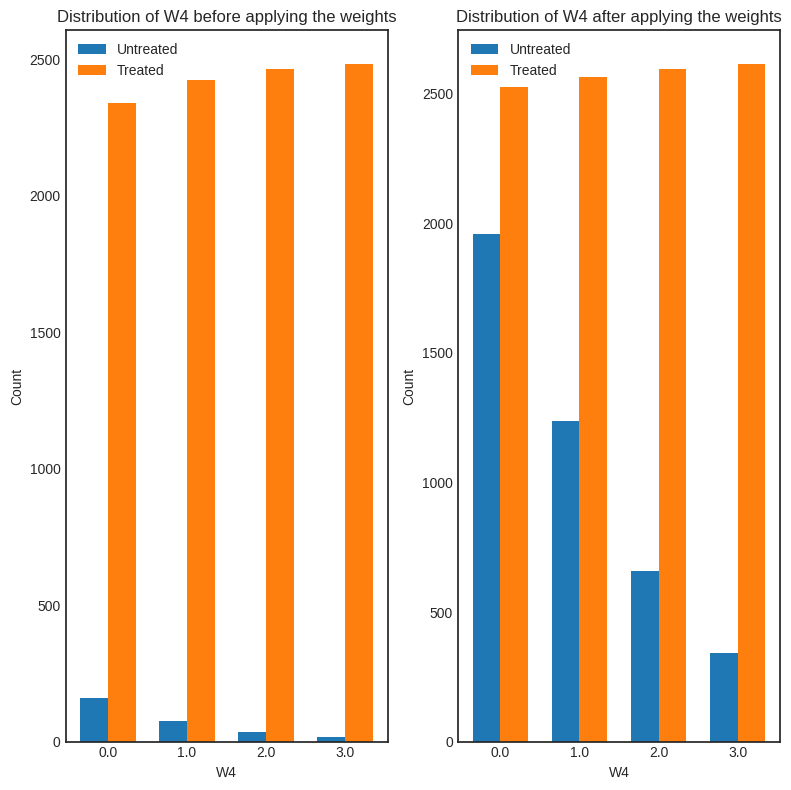 Distribution of W4 before applying the weights
Untreated
Treated
2500
2000
1500
1000
500
0
Count
0.0 1.0 2.0 3.0
W4
Distribution of W4 after applying the weights
Untreated
Treated
2500
2000
1500
1000
500
0
Count
0.0 1.0 2.0 3.0
W4